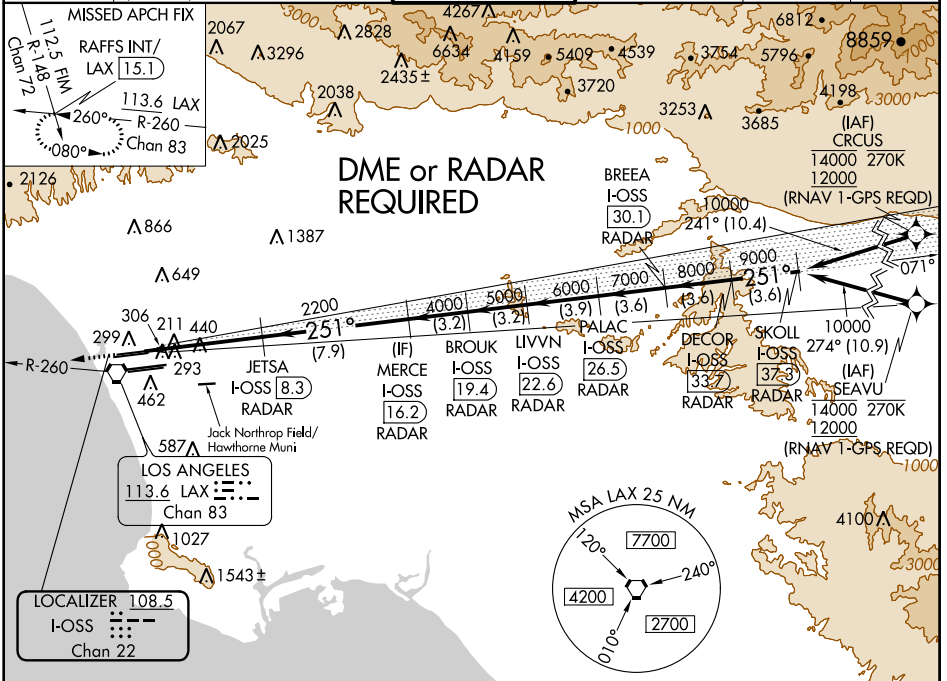 MISSED APCH FIX
112.5 FIM
R-148
Chan 72
RAFFS INT/
LAX 15.1
113.6 LAX
R-260
Chan 83
260°
080°
2067
3296
2828
2435±
4267
6634
4159
5409
4539
3720
3754
6812
5796
8859
4198
3253
3685
3000
1000
1000
2038
2025
2126
866
1387
649
DME or RADAR
REQUIRED
BREEA
I-OSS
30.1
RADAR
(IAF)
CRCUS
14000 270K
12000
(RNAV 1-GPS REQD)
10000
241° (10.4)
071°
2200
251°
(7.9)
4000
(3.2)
5000
(3.2)
6000
(3.9)
7000
(3.6)
8000
(3.6)
9000
251°
(3.6)
10000
274° (10.9)
306
299
211
440
293
462
R-260
JETSA
I-OSS 8.3
RADAR
(IF)
MERCE
I-OSS
16.2
RADAR
BROUK
I-OSS
19.4
RADAR
LIVVN
I-OSS
22.6
RADAR
PALAC
I-OSS
26.5
RADAR
DECOR
I-OSS
33.7
RADAR
SKOLL
I-OSS
37.3
RADAR
(IAF)
SEAVU
14000 270K
12000
(RNAV 1-GPS REQD)
Jack Northrop Field/
Hawthorne Muni
587
LOS ANGELES
113.6 LAX
Chan 83
1027
1543±
1000
LOCALIZER 108.5
I-OSS
Chan 22
MSA LAX 25 NM
120°
7700
240°
4200
2700
010°
1000
4100
3000
3000